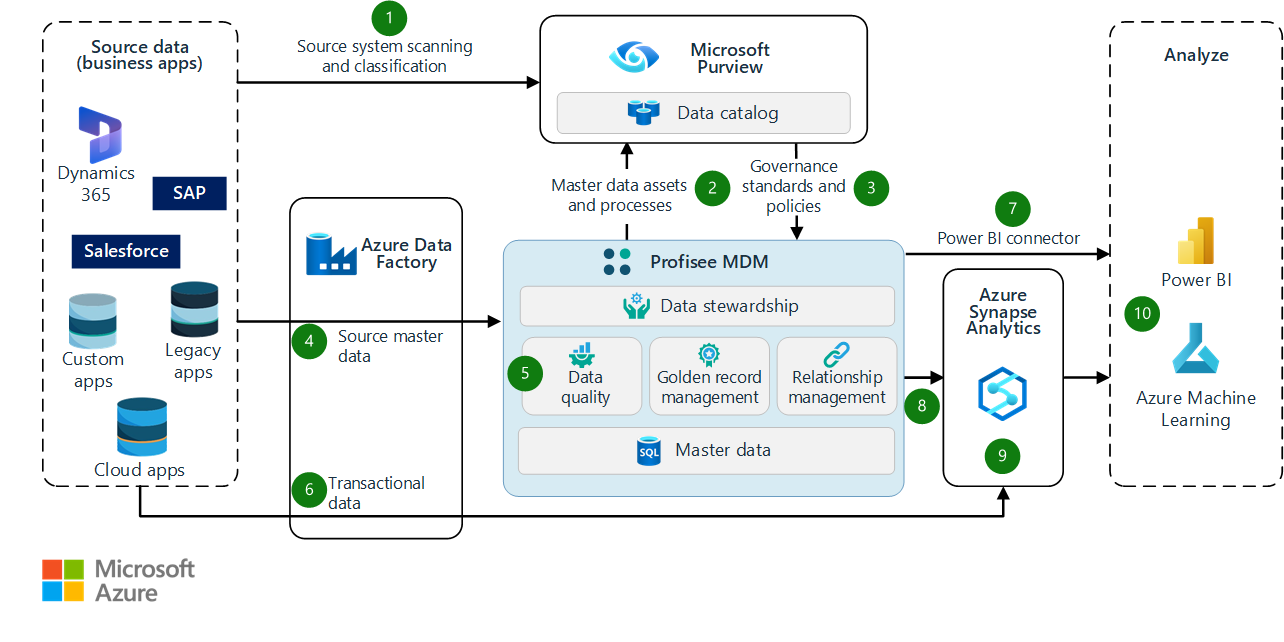 Source data
(business apps)
Dynamics
365
SAP
Salesforce
Custom
apps
Legacy
apps
Cloud apps
1
Source system scanning
and classification
Microsoft
Purview
Data catalog
Master data assets
and processes
2
Governance
standards and
policies
3
Azure Data
Factory
4
Source master
data
6
Transactional
data
Profisee MDM
Data stewardship
5
Data
quality
Golden record
management
Relationship
management
SQL
Master data
7
Power BI connector
8
Azure
Synapse
Analytics
9
Analyze
Power BI
10
Azure Machine
Learning
Microsoft
Azure